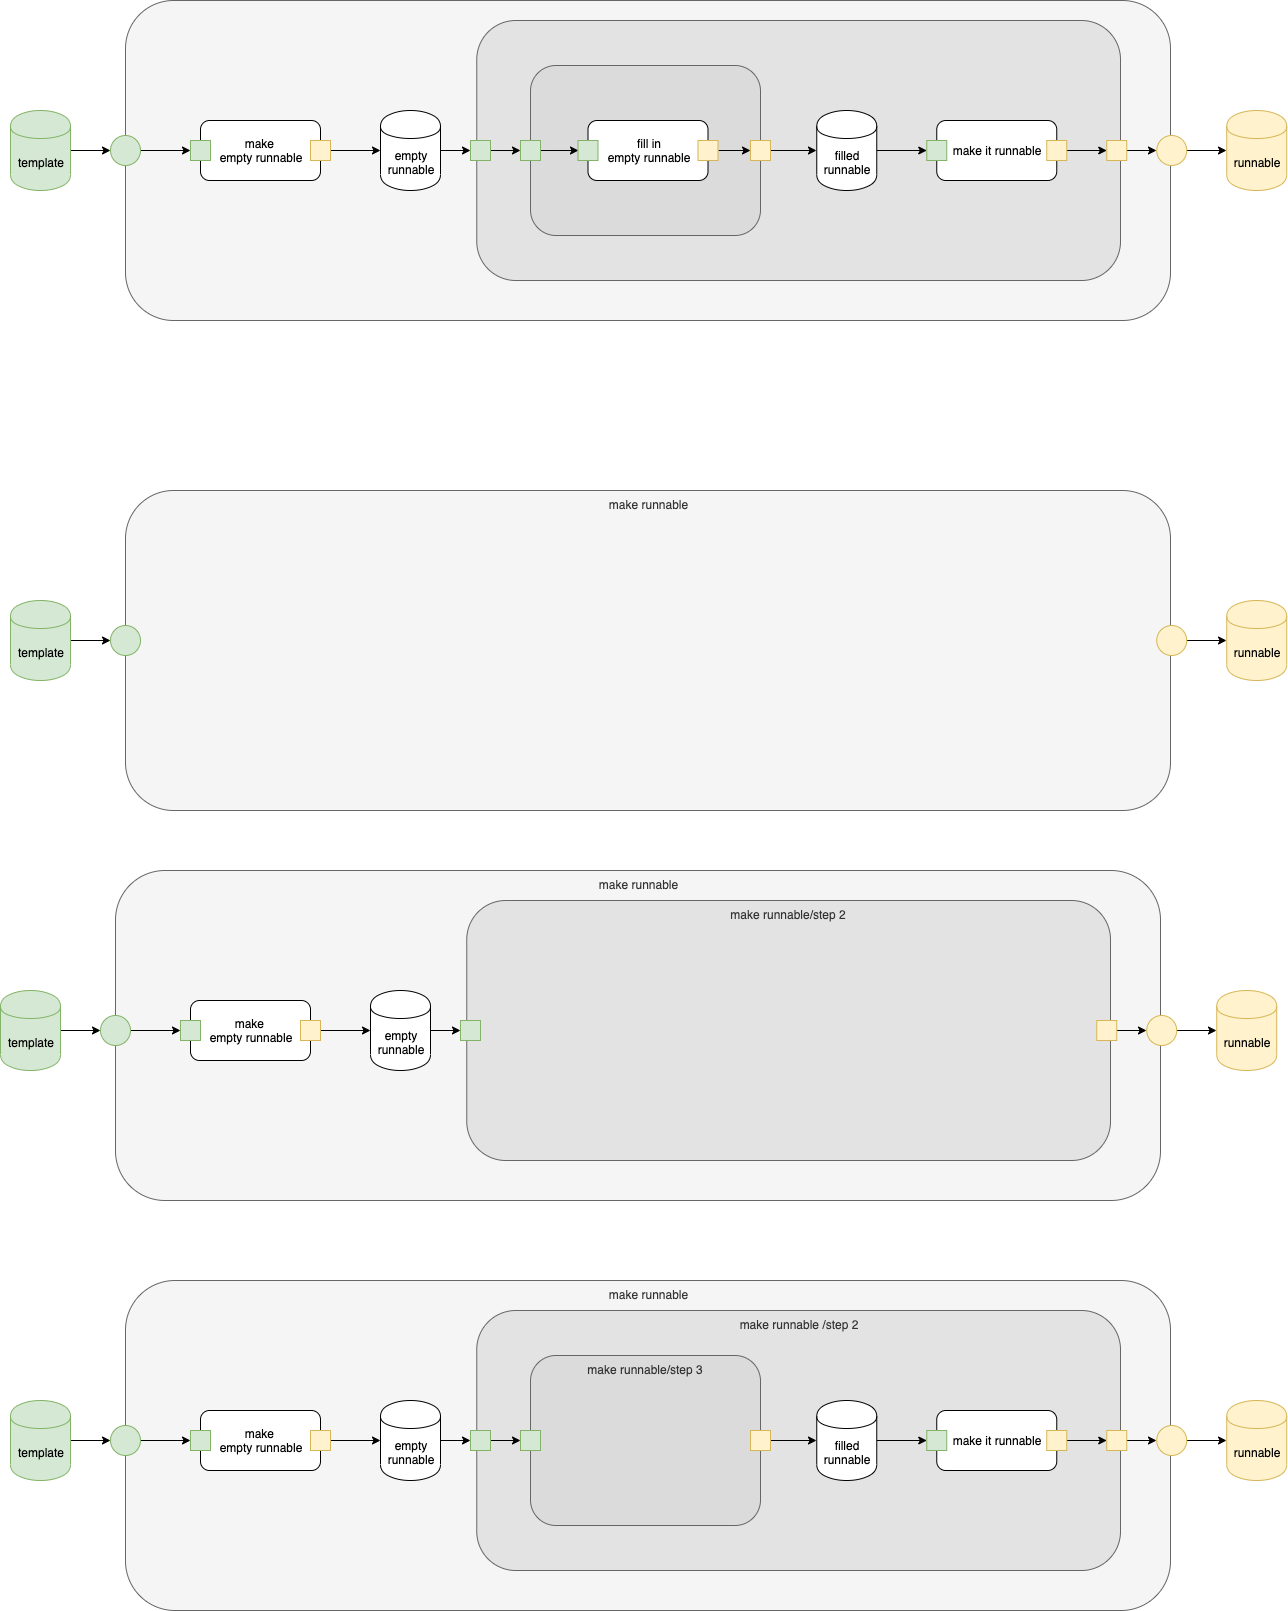 template
make
empty runnable
empty
runnable
fill in
empty runnable
filled
runnable
make it runnable
runnable
make runnable
template
runnable
make runnable
make runnable/step 2
template
make
empty runnable
empty
runnable
runnable
make runnable
make runnable /step 2
make runnable/step 3
template
make
empty runnable
empty
runnable
filled
runnable
make it runnable
runnable